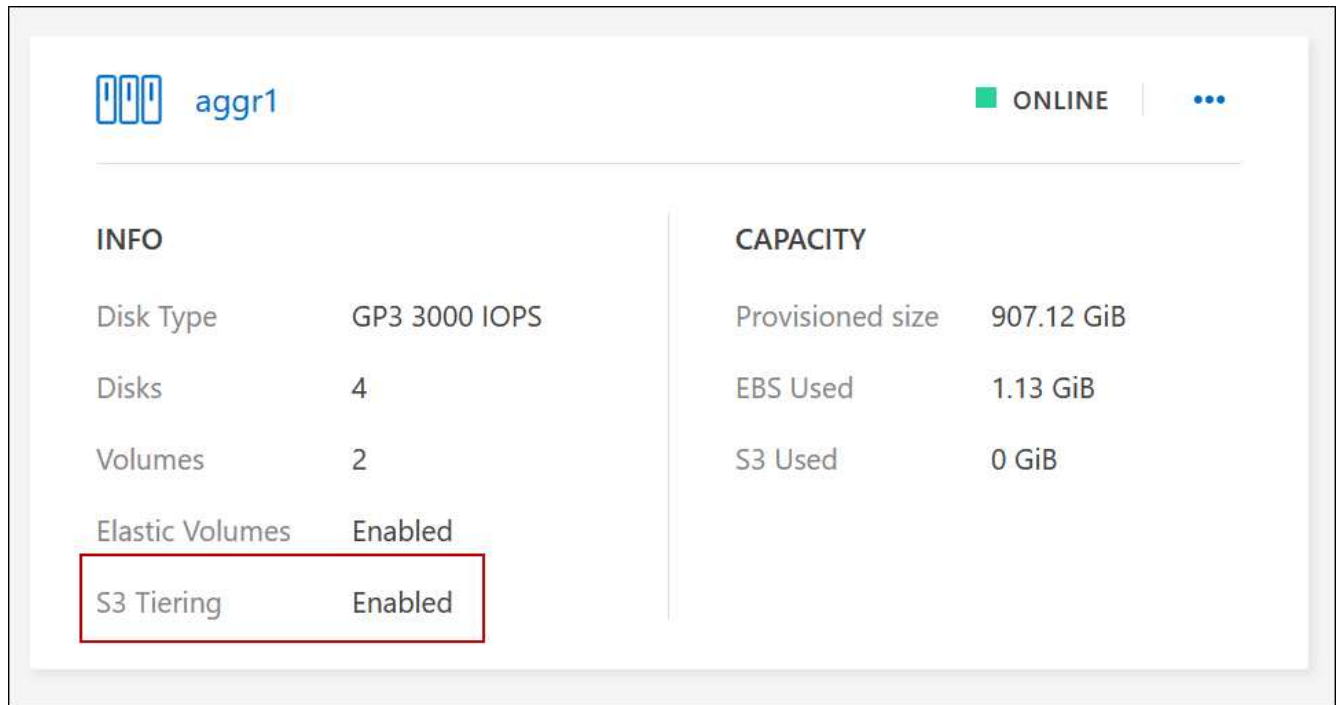 aggr1
ONLINE
INFO
Disk Type GP3 3000 IOPS
Disks 4
Volumes 2
Elastic Volumes Enabled
S3 Tiering Enabled
CAPACITY
Provisioned size 907.12 GiB
EBS Used 1.13 GiB
S3 Used 0 GiB